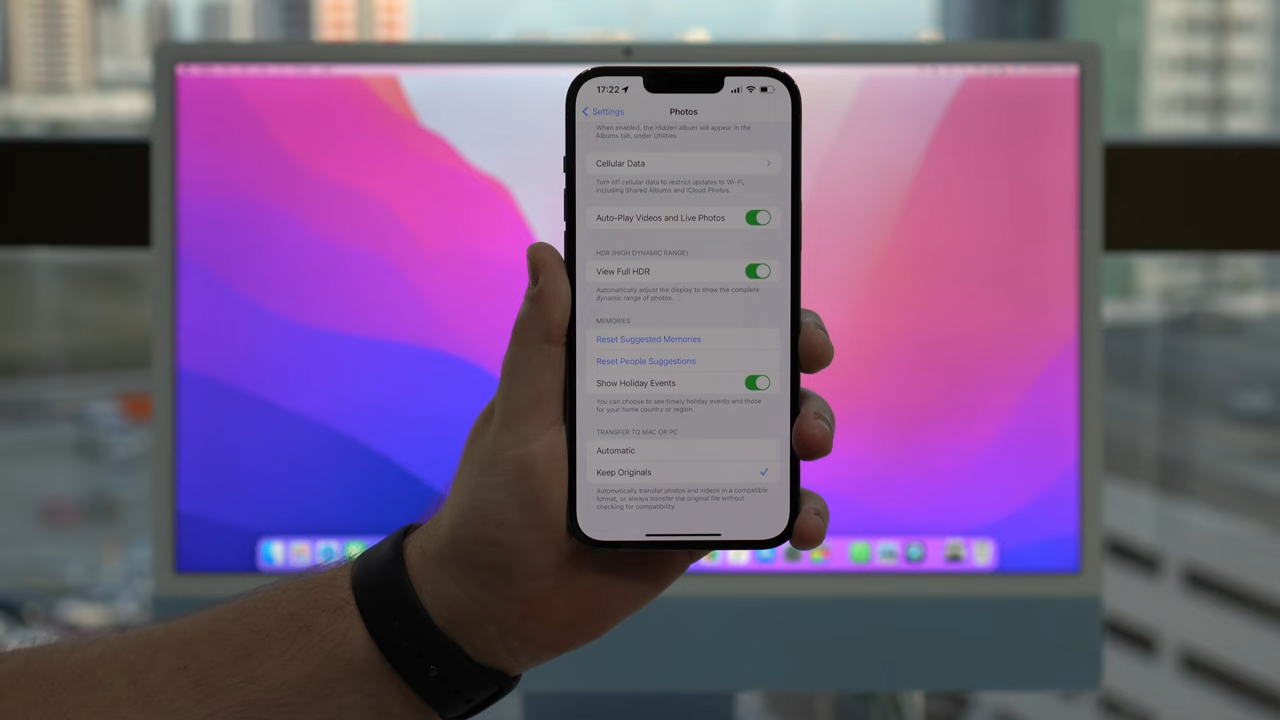 17:22
Settings
Photos
When enabled, the Hidden album will appear in the
Albums tab, under Utilities.
Cellular Data
Turn off cellular data to restrict updates to Wi-Fi,
including Shared Albums and iCloud Photos.
Auto-Play Videos and Live Photos
HDR (HIGH DYNAMIC RANGE)
View Full HDR
Automatically adjust the display to show the complete
dynamic range of photos.
MEMORIES
Reset Suggested Memories
Reset People Suggestions
Show Holiday Events
You can choose to see timely holiday events and those
for your home country or region.
TRANSFER TO MAC OR PC
Automatic
Keep Originals
Automatically transfer photos and videos in a compatible
format, or always transfer the original file without
checking for compatibility.